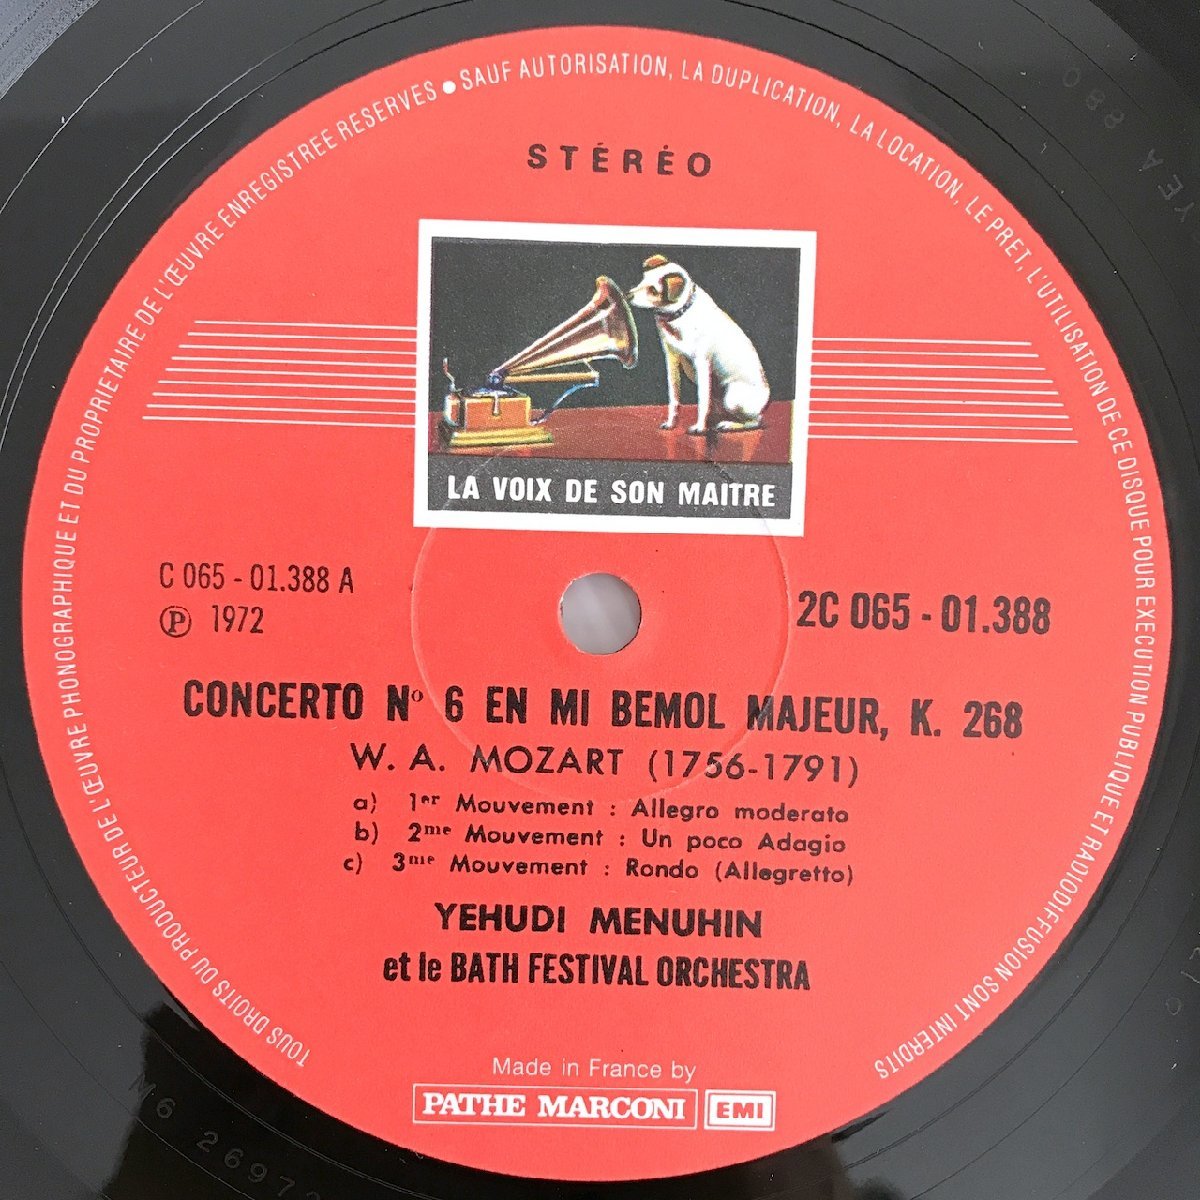 TOUS DROITS DU PRODUCTEUR DE L'ŒUVRE PHONOGRAPHIQUE ET DU PROPRIETAIRE DE L'ŒUVRE ENREGISTREE RESERVES ● SAUF AUTORISATION, LA DUPLICATION, LA LOCATION, LE PRET, L'UTILISATION DE CE DISQUE POUR EXECUTION PUBLIQUE ET RADIODIFFUSION SONT INTERDITS
STÉRÉO
LA VOIX DE SON MAITRE
C 065 - 01.388 A
Ⓟ 1972
2C 065 - 01.388
CONCERTO Nº 6 EN MI BEMOL MAJEUR, K. 268
W. A. MOZART (1756-1791)
a) 1er Mouvement : Allegro moderato
b) 2me Mouvement : Un poco Adagio
c) 3me Mouvement : Rondo (Allegretto)
YEHUDI MENUHIN
et le BATH FESTIVAL ORCHESTRA
Made in France by
PATHE MARCONI EMI